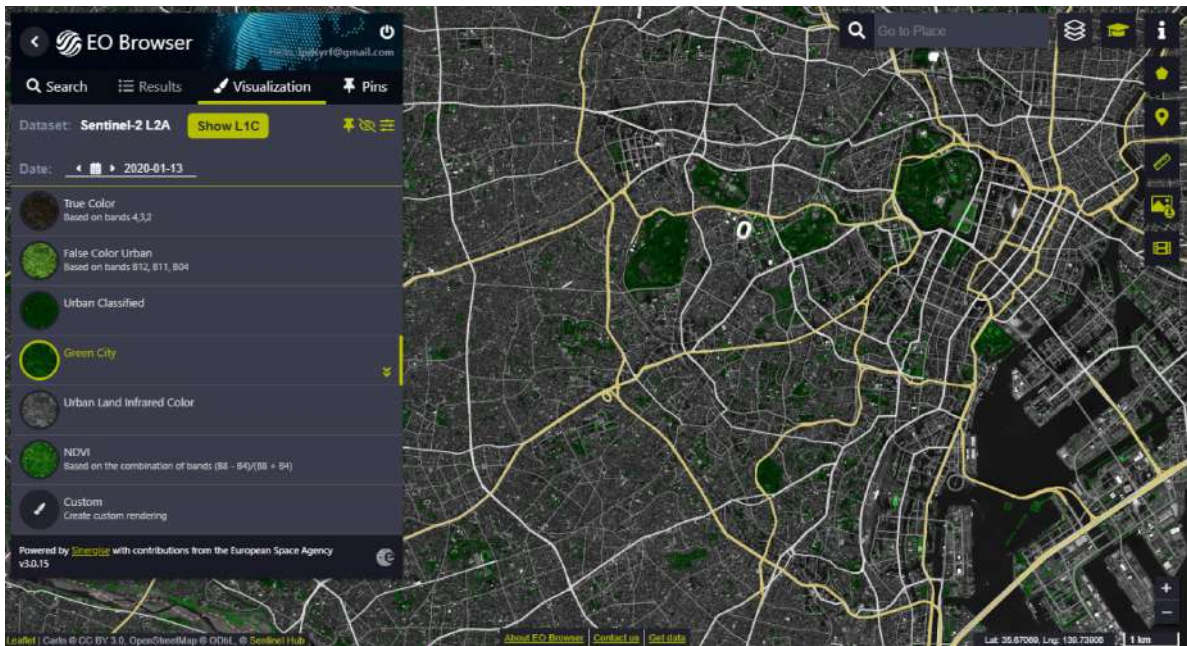 EO Browser
Hello,
@gmail.com
Go to Place
Search
Results
Visualization
Pins
Dataset: Sentinel-2 L2A
Show L1C
Date: 2020-01-13
True Color
Based on bands 4,3,2
False Color Urban
Based on bands B12, B11, B04
Urban Classified
Green City
Urban Land Infrared Color
NDVI
Based on the combination of bands (B8 - B4)/(B8 + B4)
Custom
Create custom rendering
Powered by Sinergise with contributions from the European Space Agency
v3.0.15
Leaflet | Carto © CC BY 3.0, OpenStreetMap © ODbL, © Sentinel Hub
About EO Browser | Contact us | Get data
Lat: 35.67069, Lng: 139.73906
1 km